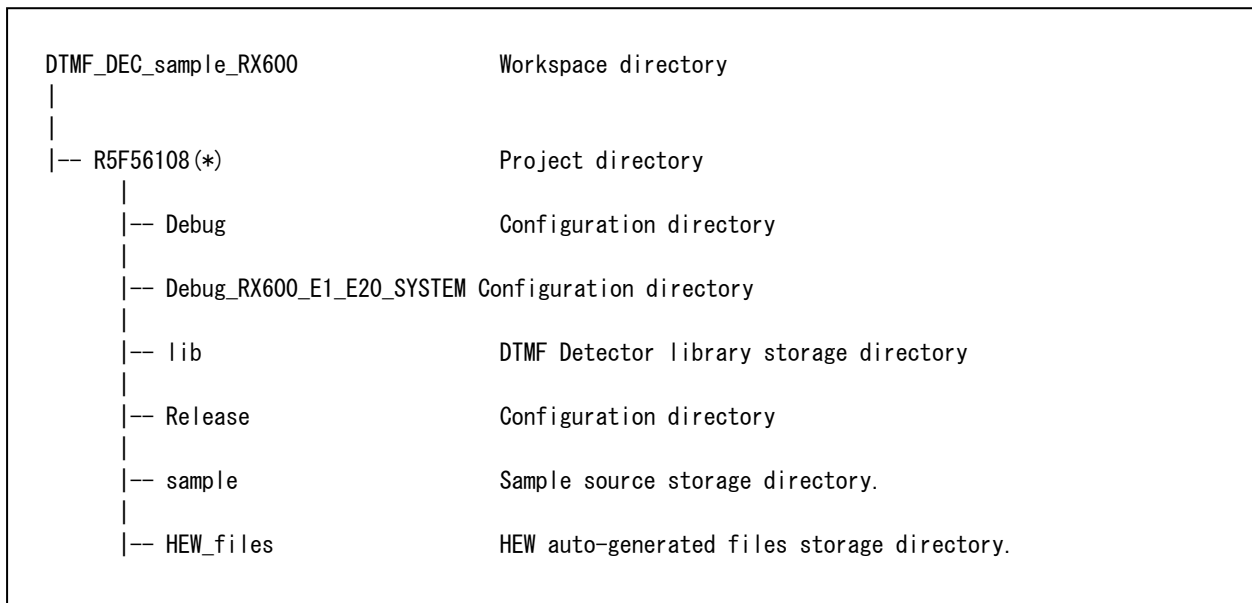 DTMF_DEC_sample_RX600 Workspace directory
|
|
|-- R5F56108(*) Project directory
|
|-- Debug Configuration directory
|
|-- Debug_RX600_E1_E20_SYSTEM Configuration directory
|
|-- lib DTMF Detector library storage directory
|
|-- Release Configuration directory
|
|-- sample Sample source storage directory.
|
|-- HEW_files HEW auto-generated files storage directory.